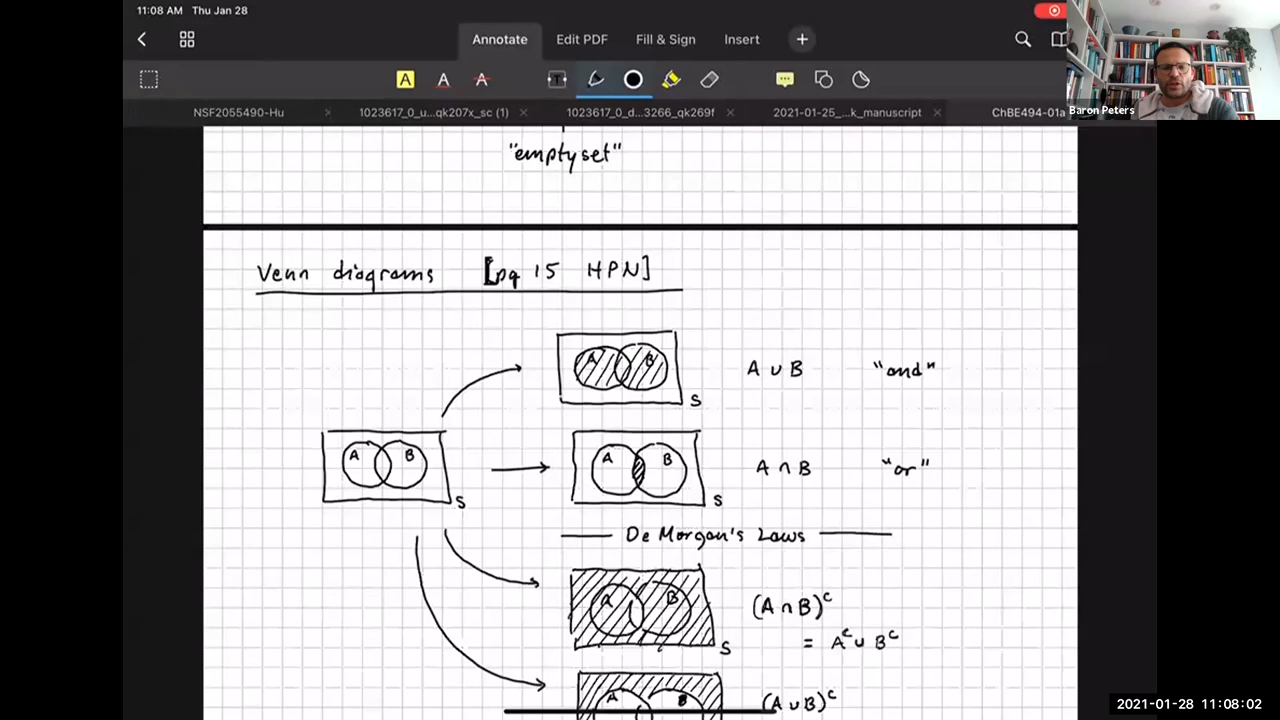 11:08 AM Thu Jan 28
Annotate Edit PDF Fill & Sign Insert
A A A T
NSF2055490-Hu × 1023617_0_u...qk207x_sc (1) × 1023617_0_d...3266_qk269f × 2021-01-25_...k_manuscript × ChBE494-01a
Baron Peters
"empty set"
Venn diagrams [pg 15 HPN]
A B S A ∪ B "and"
A B S
A B S A ∩ B "or"
De Morgan's Laws
A B S (A ∩ B)ᶜ
= Aᶜ ∪ Bᶜ
A B (A ∪ B)ᶜ
2021-01-28 11:08:02